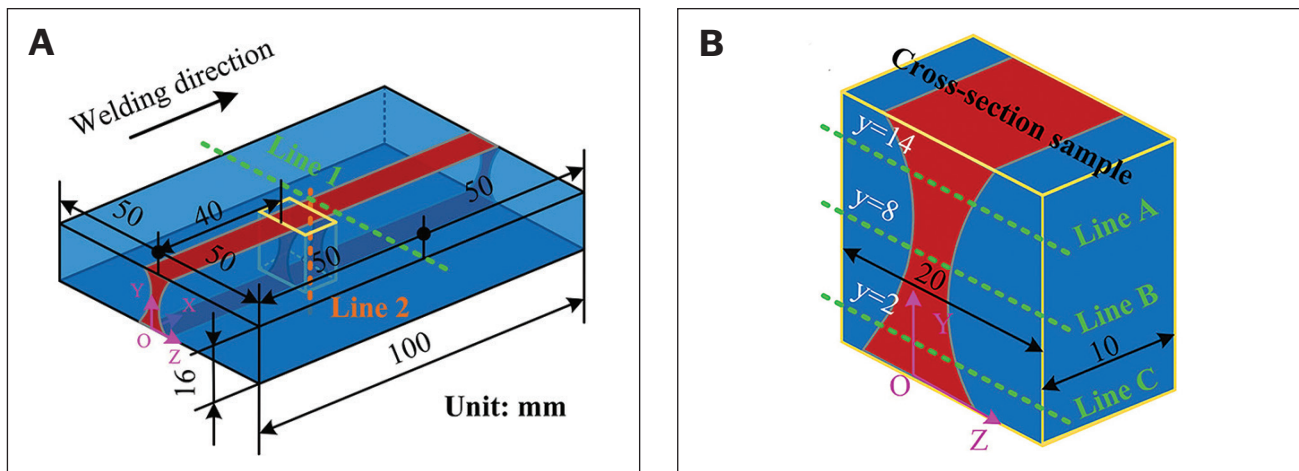 A
Welding direction
Line 1
50
40
50
50
50
Y
X
O
Z
Line 2
16
100
Unit: mm
B
Cross-section sample
y=14
Line A
y=8
20
Line B
y=2
Y
10
O
Line C
Z